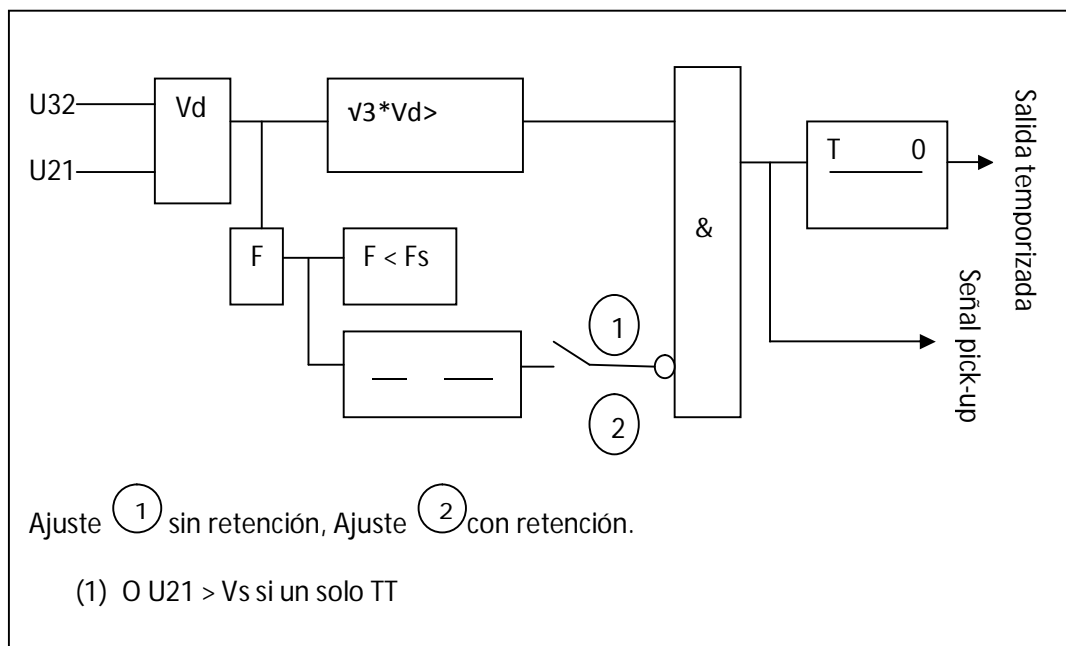 U32
U21
Vd
√3*Vd>
F
F < Fs
1
2
&
T 0
Salida temporizada
Señal pick-up
Ajuste 1 sin retención, Ajuste 2 con retención.
(1) O U21 > Vs si un solo TT